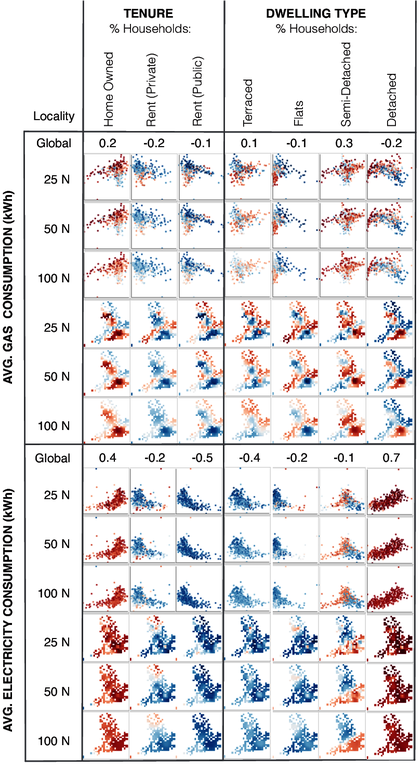 TENURE
% Households:
DWELLING TYPE
% Households:
Locality
Home Owned
Rent (Private)
Rent (Public)
Terraced
Flats
Semi-Detached
Detached
AVG. GAS CONSUMPTION (kWh)
Global 0.2 -0.2 -0.1 0.1 -0.1 0.3 -0.2
25 N
50 N
100 N
25 N
50 N
100 N
AVG. ELECTRICITY CONSUMPTION (kWh)
Global 0.4 -0.2 -0.5 -0.4 -0.2 -0.1 0.7
25 N
50 N
100 N
25 N
50 N
100 N